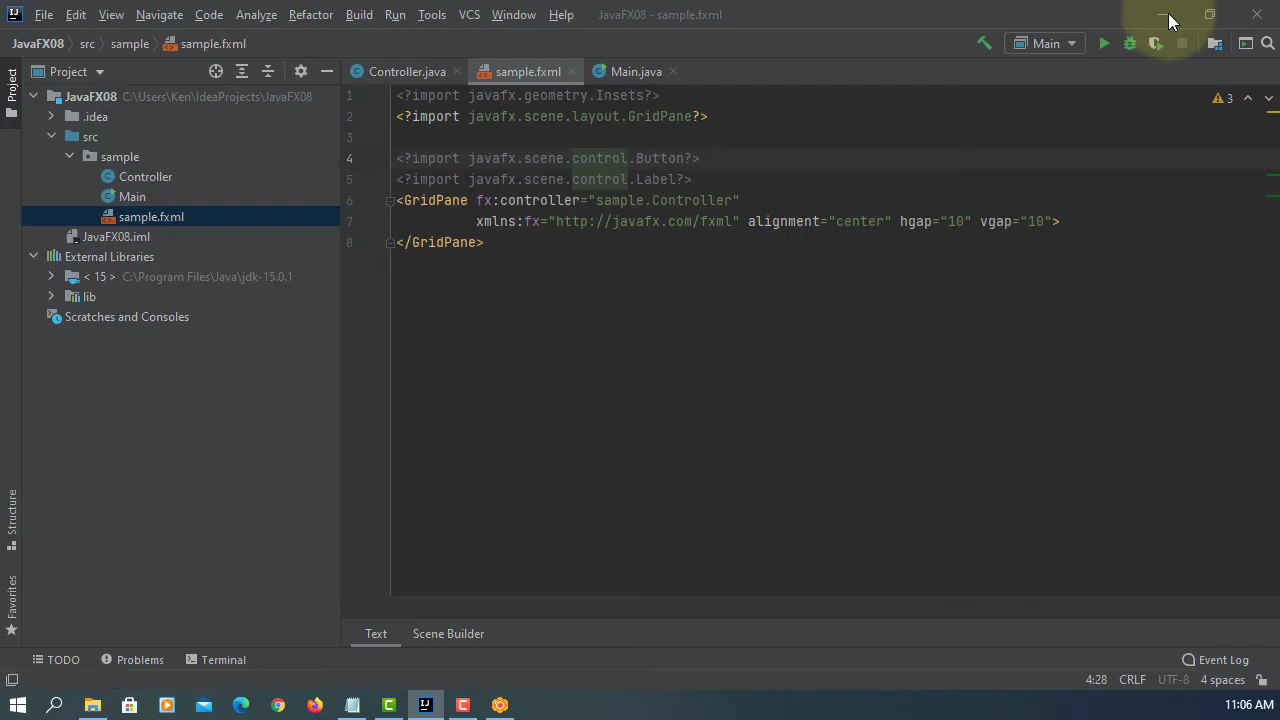 File Edit View Navigate Code Analyze Refactor Build Run Tools VCS Window Help JavaFX08 - sample.fxml
JavaFX08 src sample sample.fxml Main
Project Controller.java sample.fxml Main.java
Project
JavaFX08 C:\Users\Ken\IdeaProjects\JavaFX08
.idea
src
sample
Controller
Main
sample.fxml
JavaFX08.iml
External Libraries
< 15 > C:\Program Files\Java\jdk-15.0.1
lib
Scratches and Consoles
1 <?import javafx.geometry.Insets?>
2 <?import javafx.scene.layout.GridPane?>
3
4 <?import javafx.scene.control.Button?>
5 <?import javafx.scene.control.Label?>
6 <GridPane fx:controller="sample.Controller"
7 xmlns:fx="http://javafx.com/fxml" alignment="center" hgap="10" vgap="10">
8 </GridPane>
3
Structure
Favorites
Text Scene Builder
TODO Problems Terminal Event Log
4:28 CRLF UTF-8 4 spaces
11:06 AM